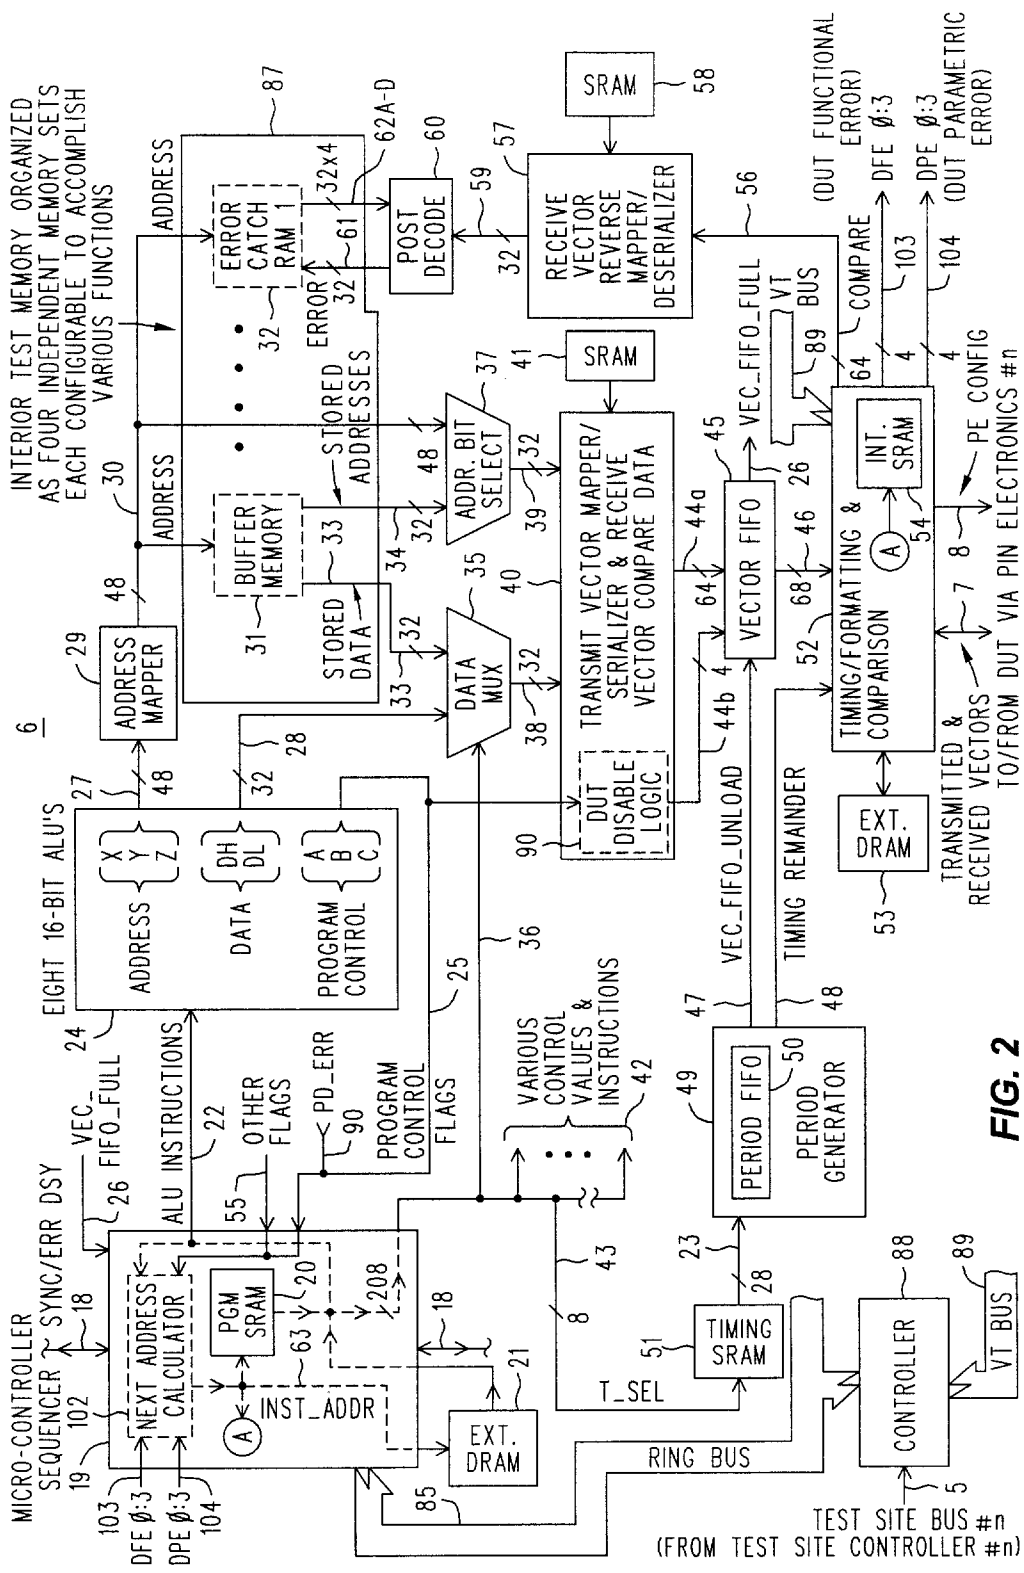 6
INTERIOR TEST MEMORY ORGANIZED
AS FOUR INDEPENDENT MEMORY SETS
EACH CONFIGURABLE TO ACCOMPLISH
VARIOUS FUNCTIONS
MICRO-CONTROLLER
SEQUENCER
19
18
SYNC/ERR DSY
VEC_
FIFO_FULL
26
103
DFE Ø:3
DPE Ø:3
104
102
NEXT ADDRESS
CALCULATOR
PGM
SRAM
20
A
63
INST_ADDR
208
18
EXT.
DRAM
21
ALU INSTRUCTIONS
22
55
OTHER
FLAGS
PD_ERR
90
PROGRAM
CONTROL
FLAGS
25
EIGHT 16-BIT ALU'S
24
ADDRESS
X
Y
Z
DATA
DH
DL
PROGRAM
CONTROL
A
B
C
27
48
28
32
29
ADDRESS
MAPPER
48
30
ADDRESS
ADDRESS
87
BUFFER
MEMORY
31
ERROR
CATCH
RAM 1
32
ERROR
32
61
32x4
62A-D
POST
DECODE
60
STORED
DATA
33
33
32
STORED
ADDRESSES
34
32
48
DATA
MUX
35
36
38
32
ADDR. BIT
SELECT
37
39
32
40
TRANSMIT VECTOR MAPPER/
SERIALIZER & RECEIVE
VECTOR COMPARE DATA
90
DUT
DISABLE
LOGIC
SRAM
41
59
32
RECEIVE
VECTOR
REVERSE
MAPPER/
DESERIALIZER
57
SRAM
58
56
44a
64
44b
4
VECTOR FIFO
45
VEC_FIFO_FULL
26
46
68
VARIOUS
CONTROL
VALUES &
INSTRUCTIONS
42
43
8
T_SEL
51
TIMING
SRAM
23
28
49
PERIOD FIFO
50
PERIOD
GENERATOR
47
VEC_FIFO_UNLOAD
48
TIMING REMAINDER
52
TIMING/FORMATTING &
COMPARISON
A
INT.
SRAM
54
EXT.
DRAM
53
VT
BUS
89
COMPARE
64
103
4
104
4
(DUT FUNCTIONAL
ERROR)
DFE Ø:3
DPE Ø:3
(DUT PARAMETRIC
ERROR)
8
PE CONFIG
7
TRANSMITTED &
RECEIVED VECTORS
TO/FROM DUT VIA PIN ELECTRONICS #n
85
RING BUS
CONTROLLER
88
VT BUS
89
5
TEST SITE BUS #n
(FROM TEST SITE CONTROLLER #n)
FIG. 2